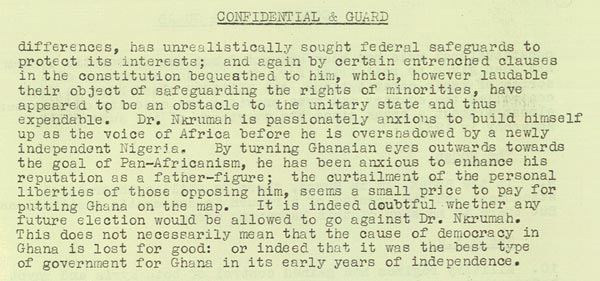 CONFIDENTIAL & GUARD
differences, has unrealistically sought federal safeguards to
protect its interests; and again by certain entrenched clauses
in the constitution bequeathed to him, which, however laudable
their object of safeguarding the rights of minorities, have
appeared to be an obstacle to the unitary state and thus
expendable. Dr. Nkrumah is passionately anxious to build himself
up as the voice of Africa before he is overshadowed by a newly
independent Nigeria. By turning Ghanaian eyes outwards towards
the goal of Pan-Africanism, he has been anxious to enhance his
reputation as a father-figure; the curtailment of the personal
liberties of those opposing him, seems a small price to pay for
putting Ghana on the map. It is indeed doubtful whether any
future election would be allowed to go against Dr. Nkrumah.
This does not necessarily mean that the cause of democracy in
Ghana is lost for good: or indeed that it was the best type
of government for Ghana in its early years of independence.